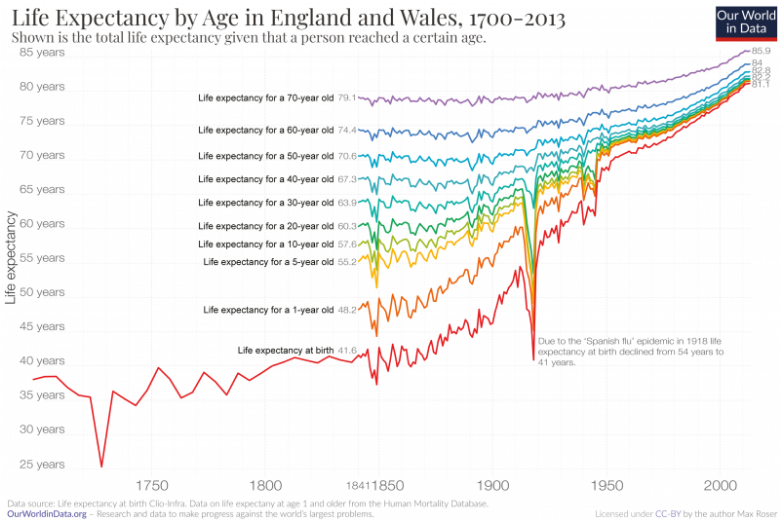 Life Expectancy by Age in England and Wales, 1700-2013
Shown is the total life expectancy given that a person reached a certain age.
Our World
in Data
85 years
80 years
75 years
70 years
65 years
60 years
55 years
50 years
45 years
40 years
35 years
30 years
25 years
Life expectancy
Life expectancy for a 70-year old 79.1
Life expectancy for a 60-year old 74.4
Life expectancy for a 50-year old 70.6
Life expectancy for a 40-year old 67.3
Life expectancy for a 30-year old 63.9
Life expectancy for a 20-year old 60.3
Life expectancy for a 10-year old 57.6
Life expectancy for a 5-year old 55.2
Life expectancy for a 1-year old 48.2
Life expectancy at birth 41.6
85.9
84
82.8
81.1
Due to the 'Spanish flu' epidemic in 1918 life
expectancy at birth declined from 54 years to
41 years.
1750 1800 1841 1850 1900 1950 2000
Data source: Life expectancy at birth Clio-Infra. Data on life expectany at age 1 and older from the Human Mortality Database.
OurWorldinData.org – Research and data to make progress against the world's largest problems.
Licensed under CC-BY by the author Max Roser